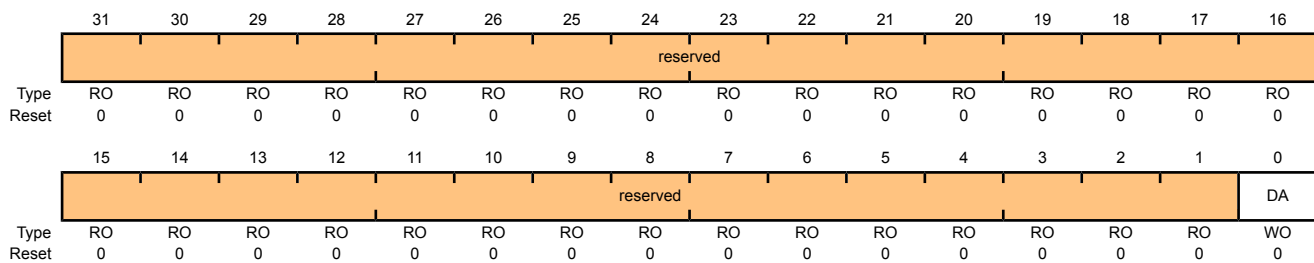 31 30 29 28 27 26 25 24 23 22 21 20 19 18 17 16
reserved
Type RO RO RO RO RO RO RO RO RO RO RO RO RO RO RO RO
Reset 0 0 0 0 0 0 0 0 0 0 0 0 0 0 0 0
15 14 13 12 11 10 9 8 7 6 5 4 3 2 1 0
reserved DA
Type RO RO RO RO RO RO RO RO RO RO RO RO RO RO RO WO
Reset 0 0 0 0 0 0 0 0 0 0 0 0 0 0 0 0